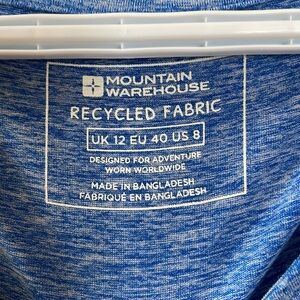 MOUNTAIN
WAREHOUSE
RECYCLED FABRIC
UK 12 EU 40 US 8
DESIGNED FOR ADVENTURE
WORN WORLDWIDE
MADE IN BANGLADESH
FABRIQUÉ EN BANGLADESH